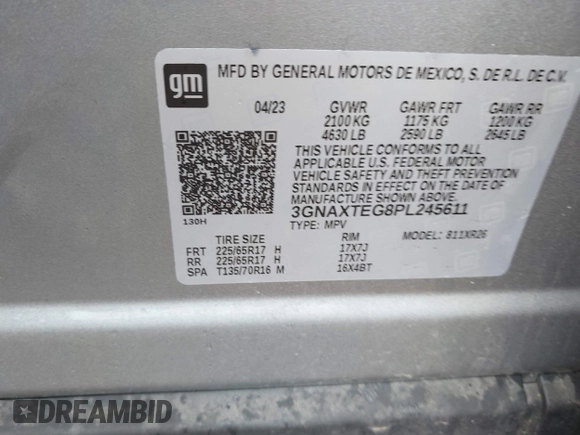 gm
MFD BY GENERAL MOTORS DE MEXICO, S. DE R.L. DE C.V.
04/23 GVWR GAWR FRT GAWR RR
2100 KG 1175 KG 1200 KG
4630 LB 2590 LB 2645 LB
THIS VEHICLE CONFORMS TO ALL
APPLICABLE U.S. FEDERAL MOTOR
VEHICLE SAFETY AND THEFT PREVENTION
STANDARDS IN EFFECT ON THE DATE OF
MANUFACTURE SHOWN ABOVE.
3GNAXTEG8PL245611
TYPE: MPV
130H
TIRE SIZE RIM MODEL: 811XR26
FRT 225/65R17 H 17X7J
RR 225/65R17 H 17X7J
SPA T135/70R16 M 16X4BT
DREAMBID